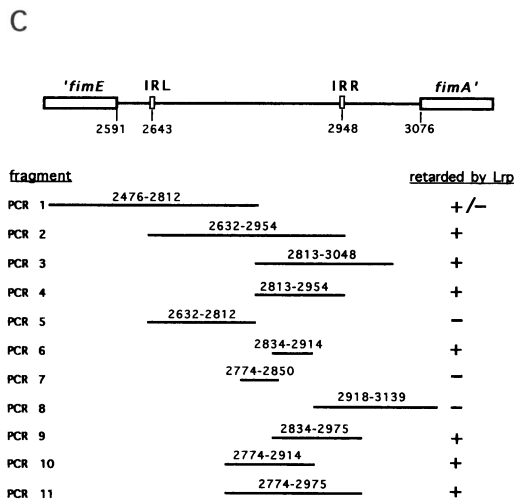 C
'fimE IRL IRR fimA'
2591 2643 2948 3076
fragment retarded by Lrp
2476-2812
PCR 1 +/−
2632-2954
PCR 2 +
2813-3048
PCR 3 +
2813-2954
PCR 4 +
2632-2812
PCR 5 −
2834-2914
PCR 6 +
2774-2850
PCR 7 −
2918-3139
PCR 8 −
2834-2975
PCR 9 +
2774-2914
PCR 10 +
2774-2975
PCR 11 +